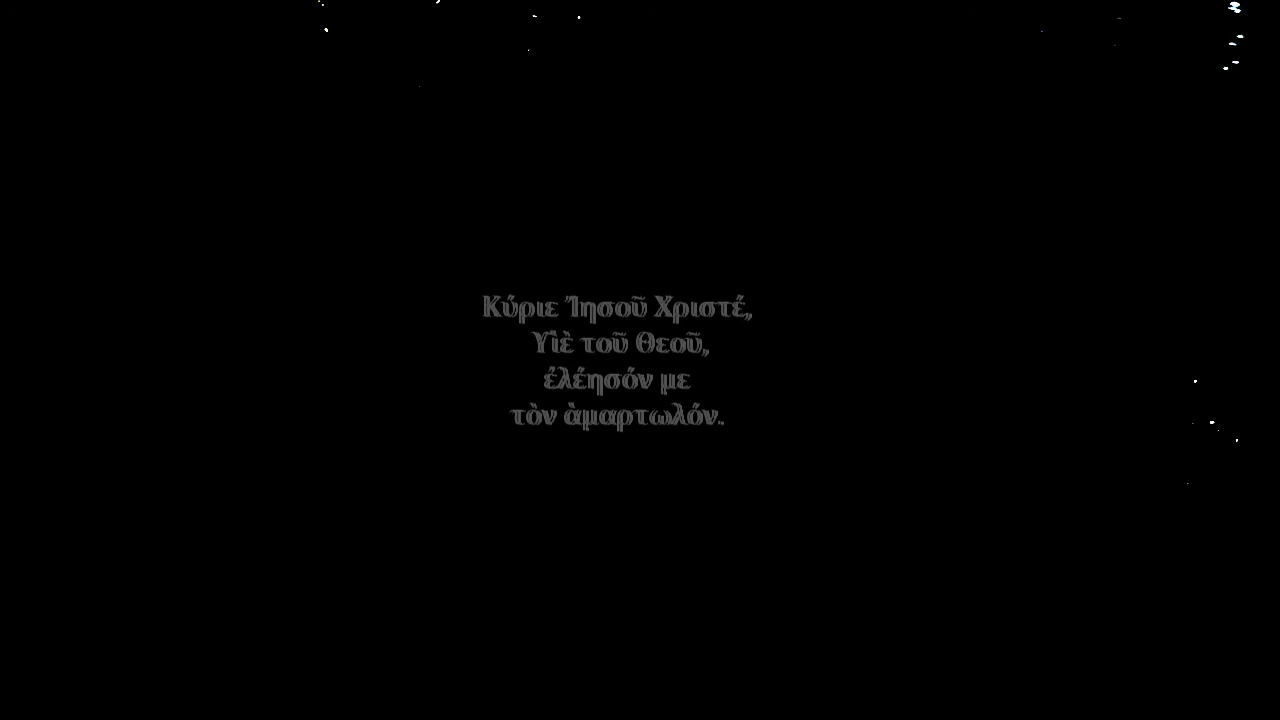 Κύριε Ἰησοῦ Χριστέ,
Υἱὲ τοῦ Θεοῦ,
ἐλέησόν με
τὸν ἁμαρτωλόν.